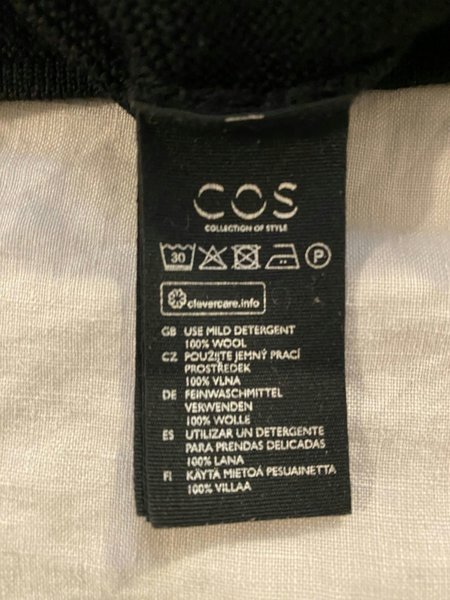 COS
COLLECTION OF STYLE
30 P
clevercare.info
GB USE MILD DETERGENT
100% WOOL
CZ POUŽIJTE JEMNÝ PRACÍ
PROSTŘEDEK
100% VLNA
DE FEINWASCHMITTEL
VERWENDEN
100% WOLLE
ES UTILIZAR UN DETERGENTE
PARA PRENDAS DELICADAS
100% LANA
FI KÄYTÄ MIETOÄ PESUAINETTA
100% VILLAA